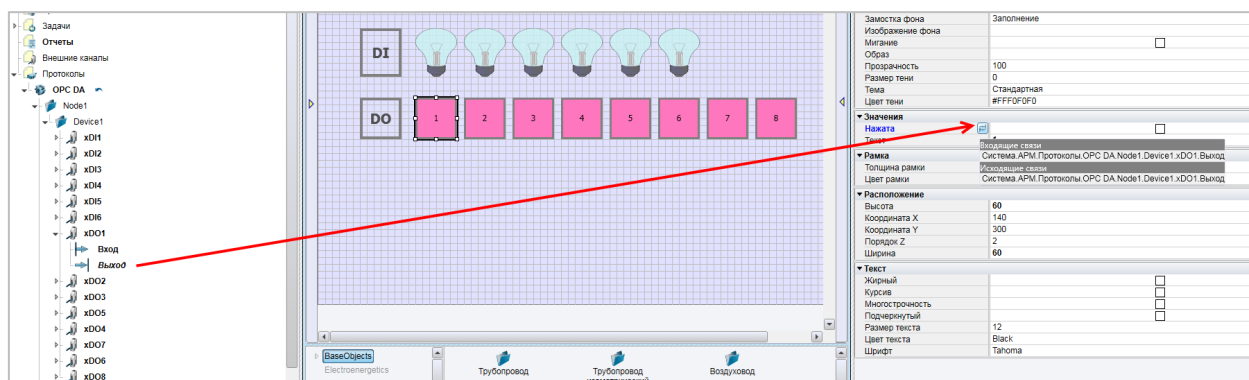 Задачи
Отчеты
Внешние каналы
Протоколы
OPC DA
Node1
Device1
xDI1
xDI2
xDI3
xDI4
xDI5
xDI6
xDO1
Вход
Выход
xDO2
xDO3
xDO5
xDO4
xDO7
xDO6
xDO8
DI
DO 1 2 3 4 5 6 7 8
BaseObjects
Electroenergetics
Трубопровод
Трубопровод
Воздуховод
Замостка фона Заполнение
Изображение фона
Мигание
Образ
Прозрачность 100
Размер тени 0
Тема Стандартная
Цвет тени #FFF0F0F0
Значения
Нажата
Текст
Входящие связи
Рамка Система.АРМ.Протоколы.OPC DA.Node1.Device1.xDO1.Выход
Толщина рамки Исходящие связи
Цвет рамки Система.АРМ.Протоколы.OPC DA.Node1.Device1.xDO1.Выход
Расположение
Высота 60
Координата X 140
Координата Y 300
Порядок Z 2
Ширина 60
Текст
Жирный
Курсив
Многострочность
Подчеркнутый
Размер текста 12
Цвет текста Black
Шрифт Tahoma